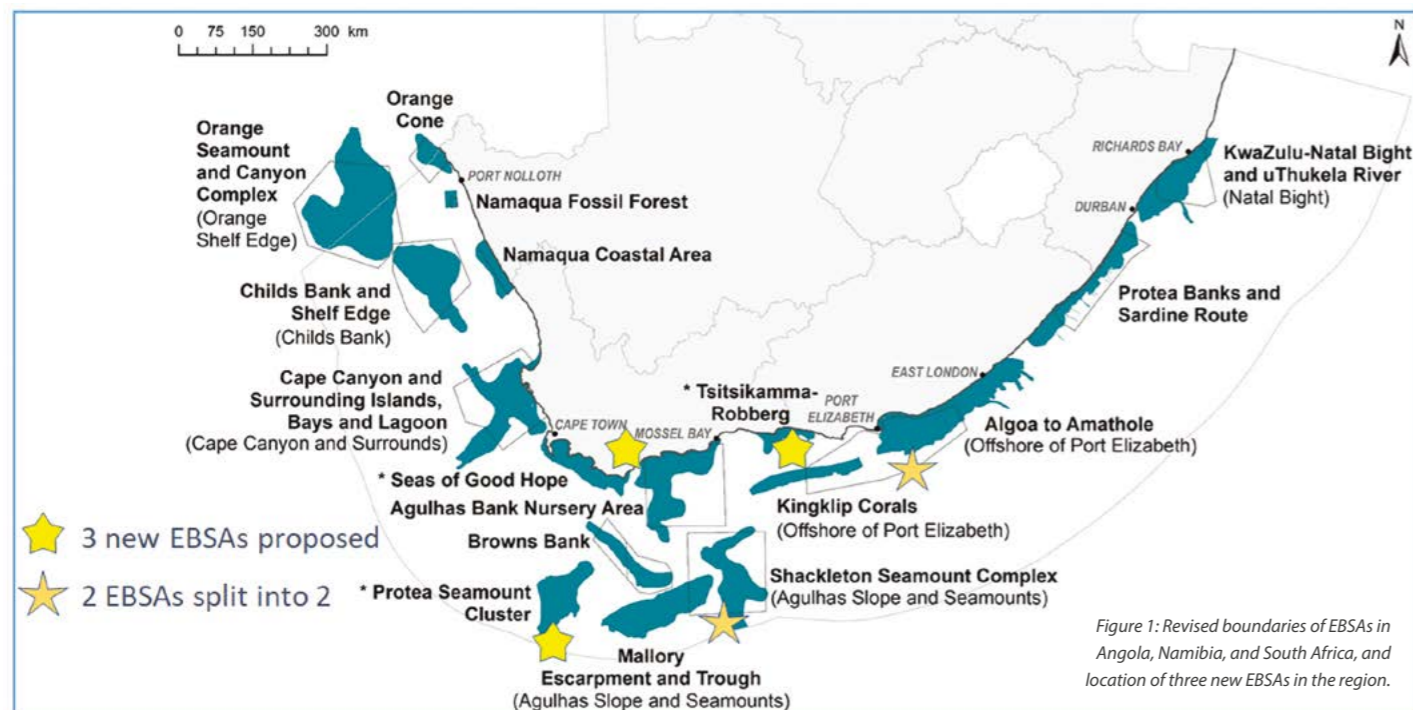 0 75 150 300 km
N
Orange
Cone
Orange
Seamount
and Canyon
Complex
(Orange
Shelf Edge)
PORT NOLLOTH
Namaqua Fossil Forest
Namaqua Coastal Area
Childs Bank and
Shelf Edge
(Childs Bank)
RICHARDS BAY
KwaZulu-Natal Bight
and uThukela River
(Natal Bight)
DURBAN
Protea Banks and
Sardine Route
EAST LONDON
Cape Canyon and
Surrounding Islands,
Bays and Lagoon
(Cape Canyon and Surrounds)
CAPE TOWN
MOSSEL BAY
* Tsitsikamma-
Robberg
PORT
ELIZABETH
Algoa to Amathole
(Offshore of Port Elizabeth)
* Seas of Good Hope
Agulhas Bank Nursery Area
Kingklip Corals
(Offshore of Port Elizabeth)
Browns Bank
3 new EBSAs proposed
2 EBSAs split into 2
* Protea Seamount
Cluster
Shackleton Seamount Complex
(Agulhas Slope and Seamounts)
Mallory
Escarpment and Trough
(Agulhas Slope and Seamounts)
Figure 1: Revised boundaries of EBSAs in
Angola, Namibia, and South Africa, and
location of three new EBSAs in the region.